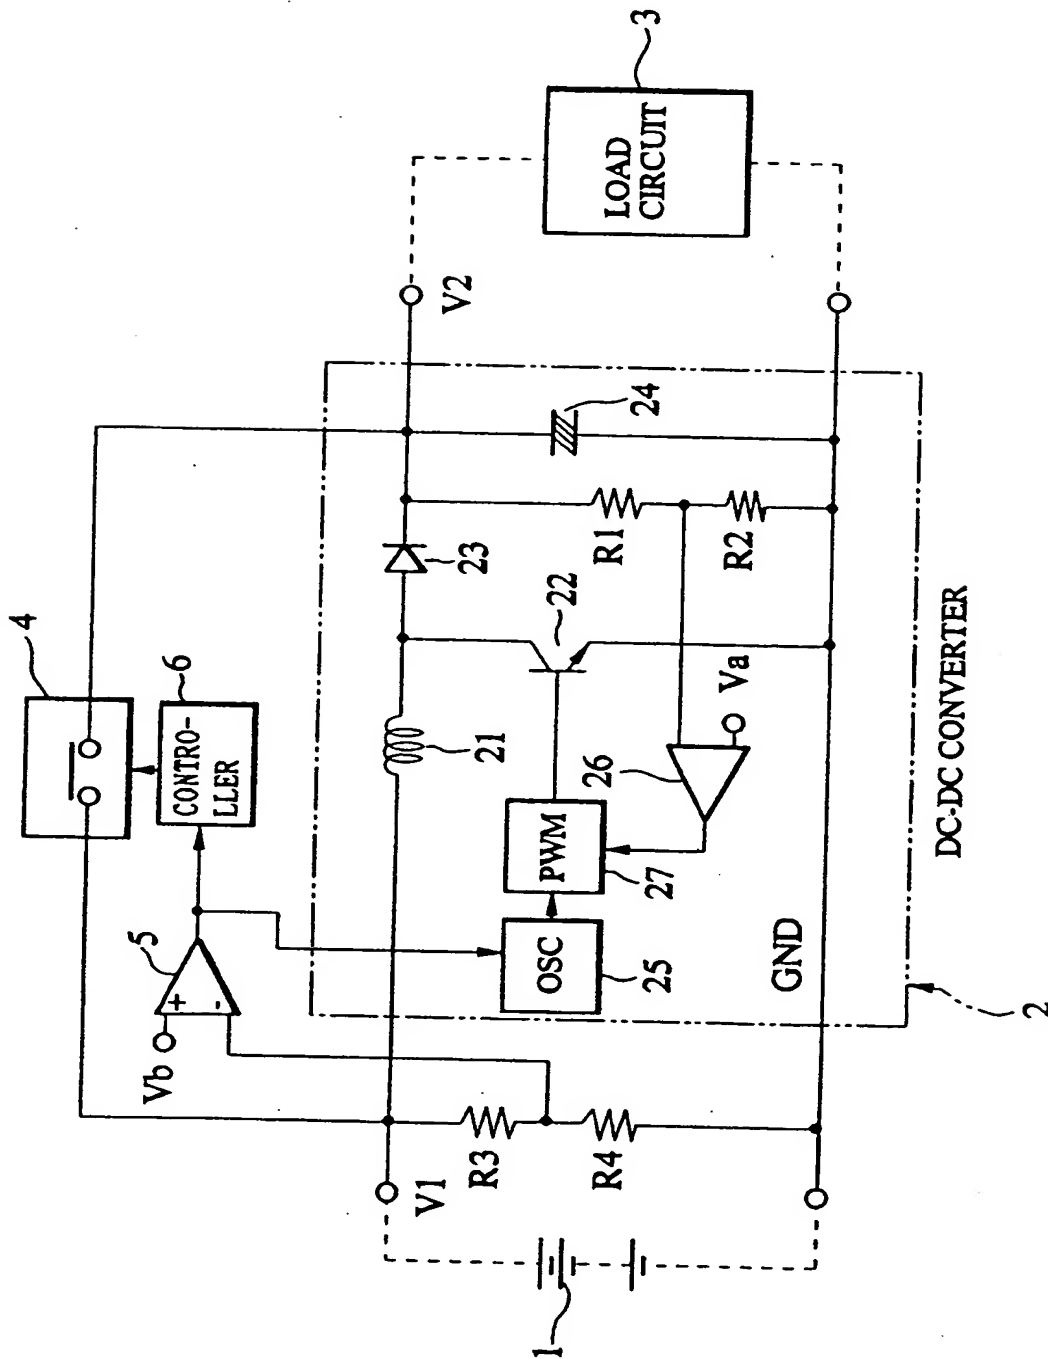 4
6
CONTRO-
LLER
5
Vb
V1
R3
R4
1
21
23
22
24
R1
R2
26
Va
PWM
27
OSC
25
GND
V2
LOAD
CIRCUIT
3
2
DC-DC CONVERTER
+
-